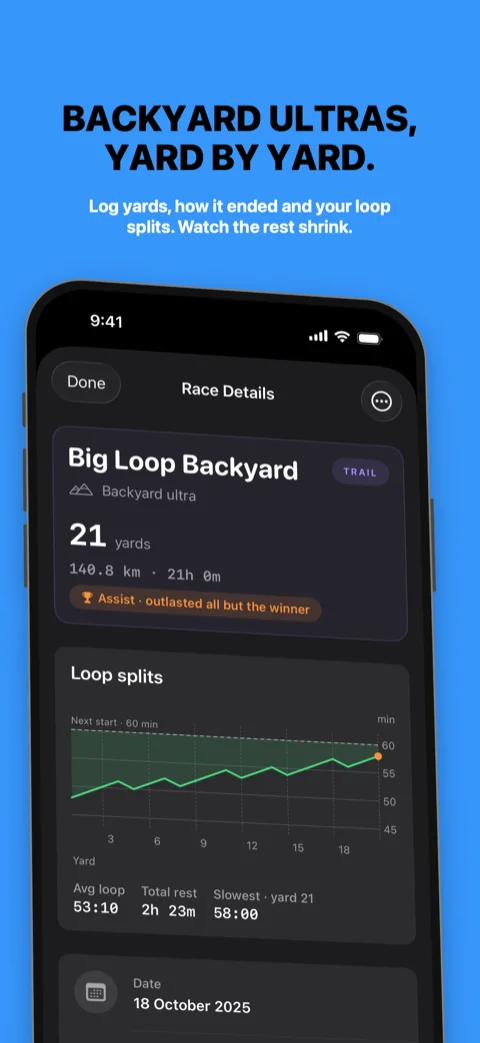 BACKYARD ULTRAS,
YARD BY YARD.
Log yards, how it ended and your loop
splits. Watch the rest shrink.
9:41
Done
Race Details
Big Loop Backyard
TRAIL
Backyard ultra
21 yards
140.8 km · 21h 0m
Assist · outlasted all but the winner
Loop splits
Next start · 60 min
min
60
55
50
45
3 6 9 12 15 18
Yard
Avg loop Total rest Slowest · yard 21
53:10 2h 23m 58:00
Date
18 October 2025